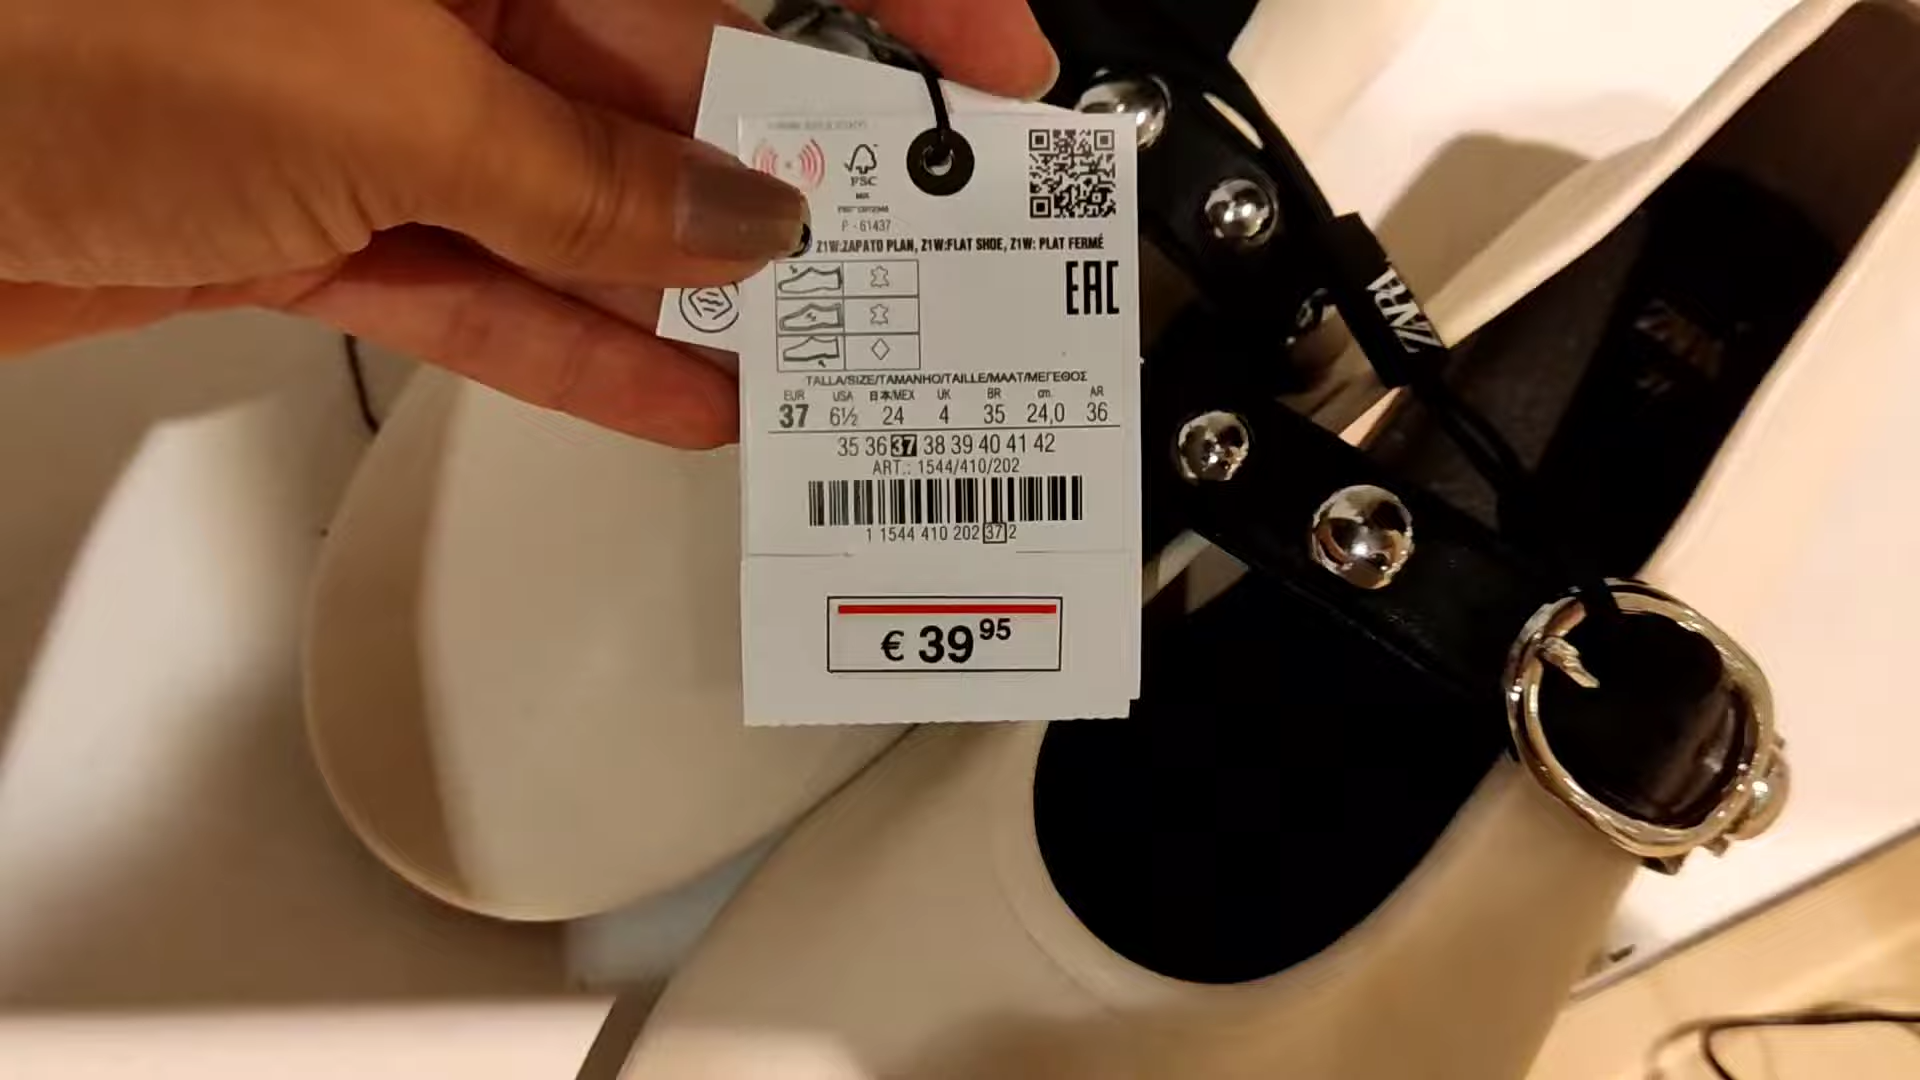 FSC
MIX
P - 61437
Z1W:ZAPATO PLAN, Z1W:FLAT SHOE, Z1W: PLAT FERMÉ
EAC
TALLA/SIZE/TAMANHO/TAILLE/MAAT/ΜΕΓΕΘΟΣ
EUR USA 日本/MEX UK BR cm. AR
37 6½ 24 4 35 24,0 36
35 36 37 38 39 40 41 42
ART.: 1544/410/202
1 1544 410 202 37 2
€ 39 95
ZARA